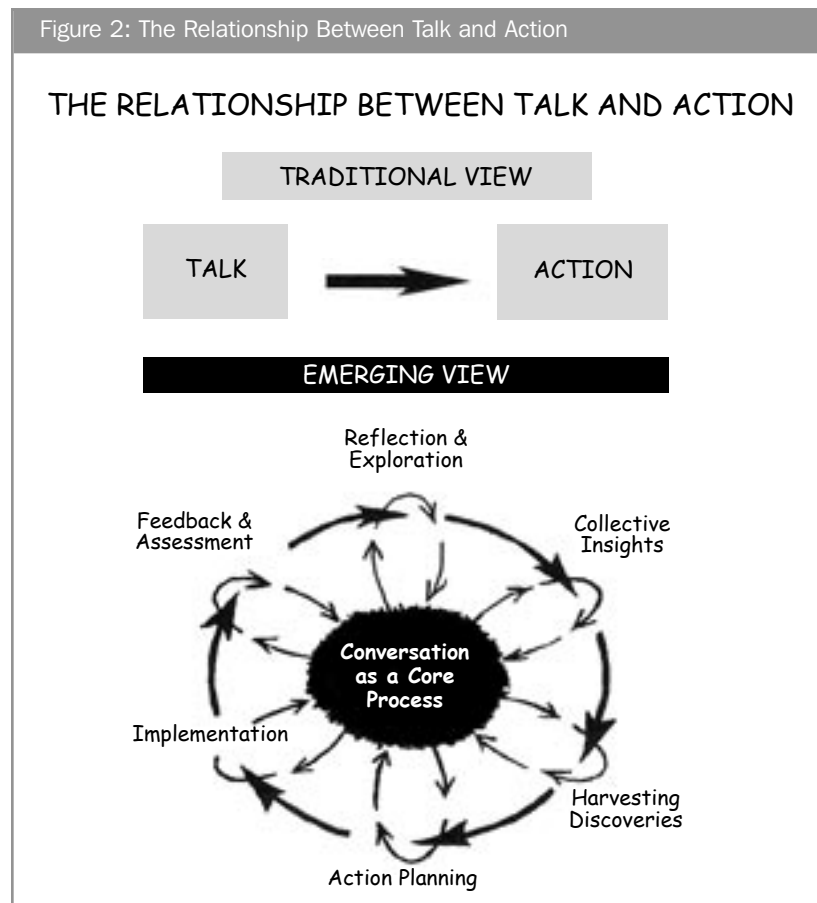 Figure 2: The Relationship Between Talk and Action
THE RELATIONSHIP BETWEEN TALK AND ACTION
TRADITIONAL VIEW
TALK
ACTION
EMERGING VIEW
Reflection &
Exploration
Feedback &
Assessment
Collective
Insights
Conversation
as a Core
Process
Implementation
Harvesting
Discoveries
Action Planning